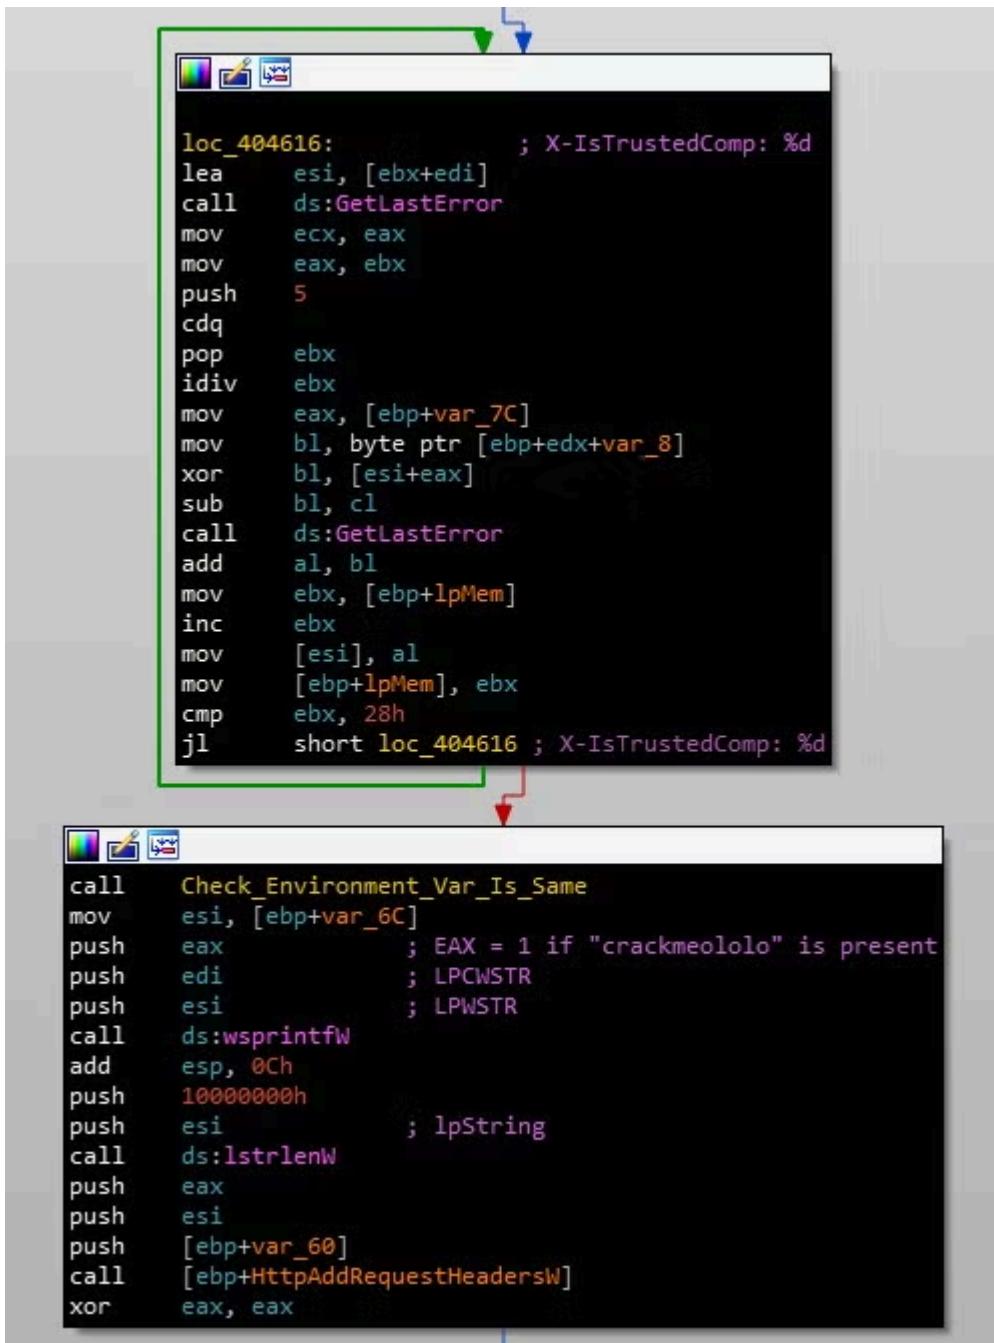 loc_404616: ; X-IsTrustedComp: %d
lea esi, [ebx+edi]
call ds:GetLastError
mov ecx, eax
mov eax, ebx
push 5
cdq
pop ebx
idiv ebx
mov eax, [ebp+var_7C]
mov bl, byte ptr [ebp+edx+var_8]
xor bl, [esi+eax]
sub bl, cl
call ds:GetLastError
add al, bl
mov ebx, [ebp+lpMem]
inc ebx
mov [esi], al
mov [ebp+lpMem], ebx
cmp ebx, 28h
jl short loc_404616 ; X-IsTrustedComp: %d
call Check_Environment_Var_Is_Same
mov esi, [ebp+var_6C]
push eax ; EAX = 1 if "crackmeololo" is present
push edi ; LPCWSTR
push esi ; LPWSTR
call ds:wsprintfW
add esp, 0Ch
push 10000000h
push esi ; lpString
call ds:lstrlenW
push eax
push esi
push [ebp+var_60]
call [ebp+HttpAddRequestHeadersW]
xor eax, eax